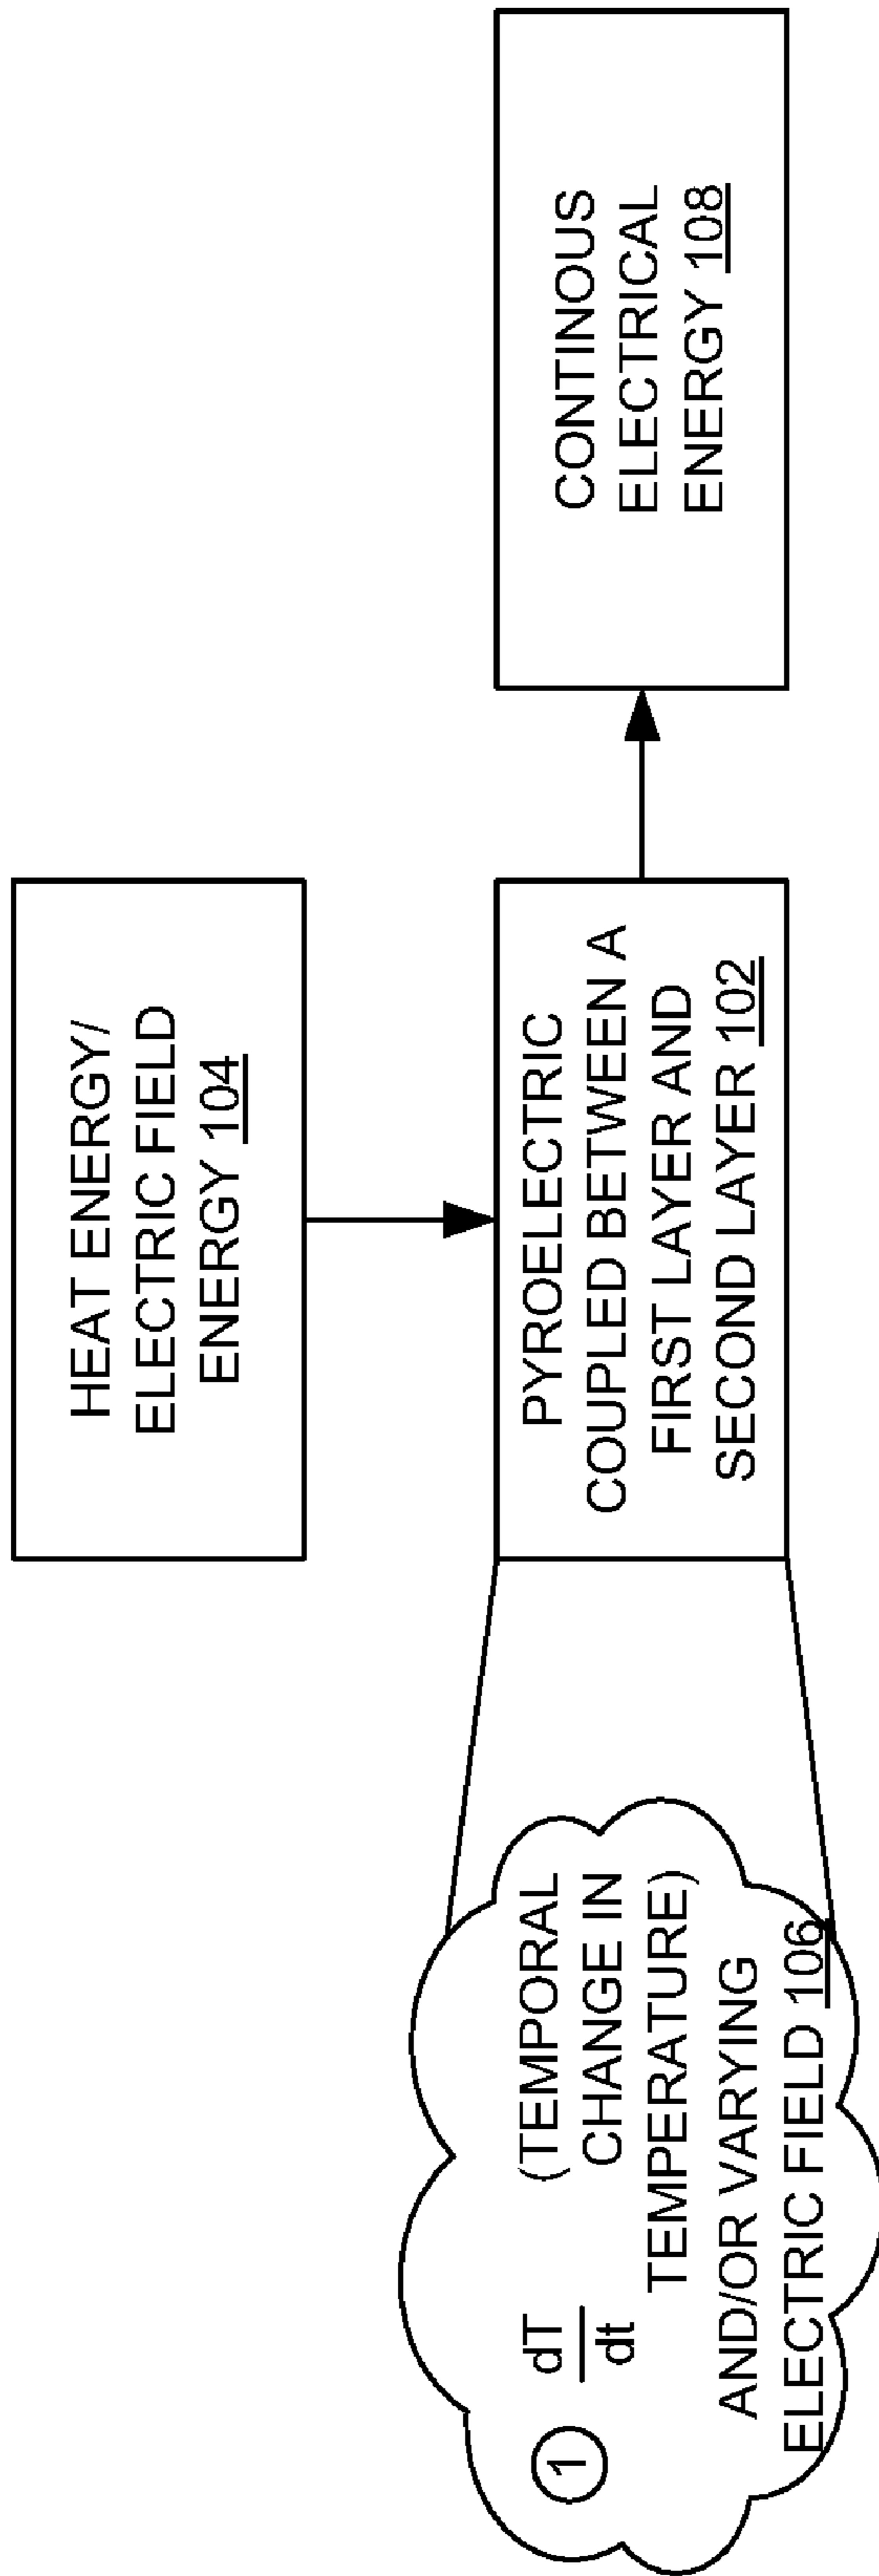 HEAT ENERGY/
ELECTRIC FIELD
ENERGY 104
PYROELECTRIC
COUPLED BETWEEN A
FIRST LAYER AND
SECOND LAYER 102
CONTINOUS
ELECTRICAL
ENERGY 108
1 dT/dt (TEMPORAL
CHANGE IN
TEMPERATURE)
AND/OR VARYING
ELECTRIC FIELD 106